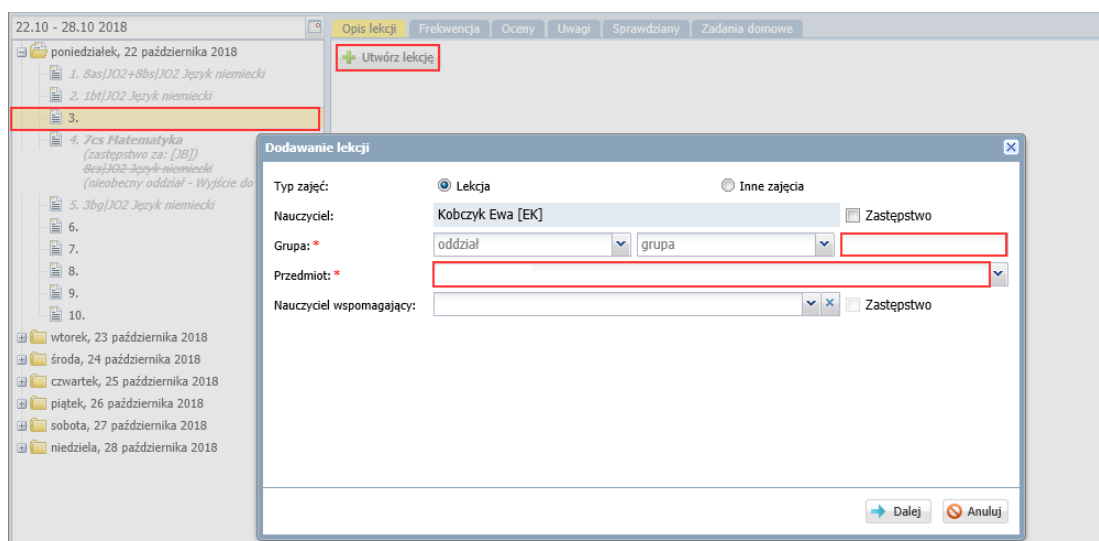 22.10 - 28.10 2018
poniedziałek, 22 października 2018
1. 8as|JO2+8bs|JO2 Język niemiecki
2. 1bt|JO2 Język niemiecki
3.
4. 7cs Matematyka
(zastępstwo za: [JB])
8cs|JO2 Język niemiecki
(nieobecny oddział - Wyjście do
5. 3bg|JO2 Język niemiecki
6.
7.
8.
9.
10.
wtorek, 23 października 2018
środa, 24 października 2018
czwartek, 25 października 2018
piątek, 26 października 2018
sobota, 27 października 2018
niedziela, 28 października 2018
Opis lekcji Frekwencja Oceny Uwagi Sprawdziany Zadania domowe
Utwórz lekcję
Dodawanie lekcji
Typ zajęć: Lekcja Inne zajęcia
Nauczyciel: Kobczyk Ewa [EK] Zastępstwo
Grupa: * oddział grupa
Przedmiot: *
Nauczyciel wspomagający: Zastępstwo
Dalej Anuluj